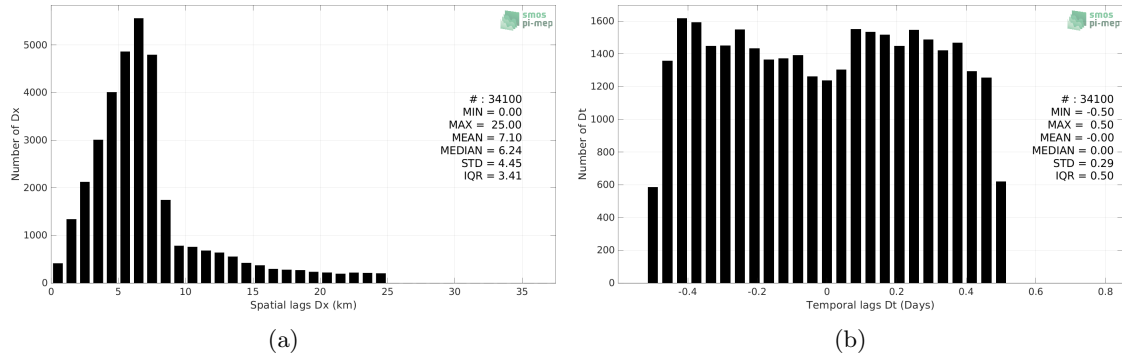 smos
pi-mep
5000
4000
3000
2000
1000
0
Number of Dx
# : 34100
MIN = 0.00
MAX = 25.00
MEAN = 7.10
MEDIAN = 6.24
STD = 4.45
IQR = 3.41
0 5 10 15 20 25 30 35
Spatial lags Dx (km)
(a)
smos
pi-mep
1600
1400
1200
1000
800
600
400
200
0
Number of Dt
# : 34100
MIN = -0.50
MAX = 0.50
MEAN = -0.00
MEDIAN = 0.00
STD = 0.29
IQR = 0.50
-0.4 -0.2 0 0.2 0.4 0.6 0.8
Temporal lags Dt (Days)
(b)